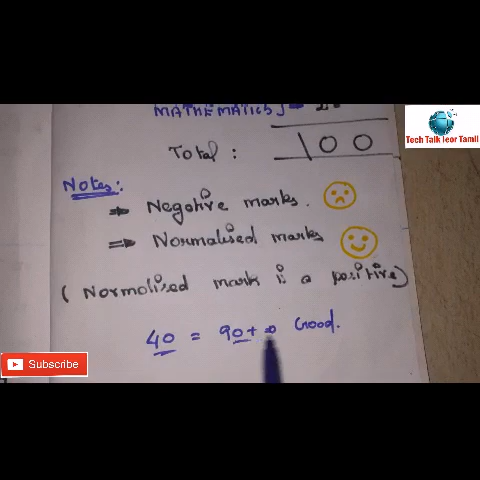 MATHEMATICS
Tech Talk leor Tamil
Total : 100
Notes:
⇒ Negative marks.
⇒ Normalised marks
( Normalised mark is a positive)
40 = 90+ Good.
Subscribe